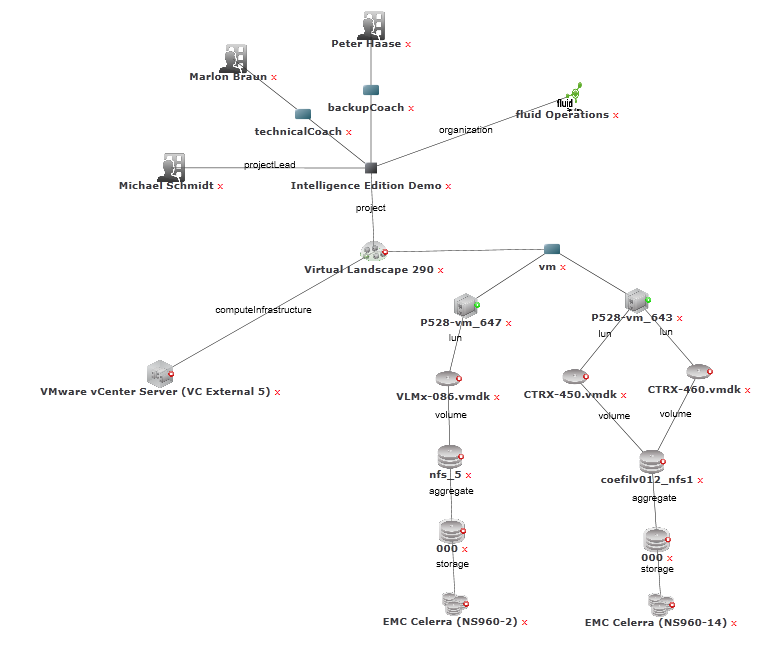 Peter Haase x
Marlon Braun x
backupCoach x
fluid
fluid Operations x
technicalCoach x
organization
projectLead
Michael Schmidt x
Intelligence Edition Demo x
project
Virtual Landscape 290 x
vm x
computeInfrastructure
P528-vm_647 x
P528-vm_643 x
lun
lun
lun
VMware vCenter Server (VC External 5) x
VLMx-086.vmdk x
CTRX-450.vmdk x
CTRX-460.vmdk x
volume
volume
volume
nfs_5 x
coefilv012_nfs1 x
aggregate
aggregate
000 x
000 x
storage
storage
EMC Celerra (NS960-2) x
EMC Celerra (NS960-14) x